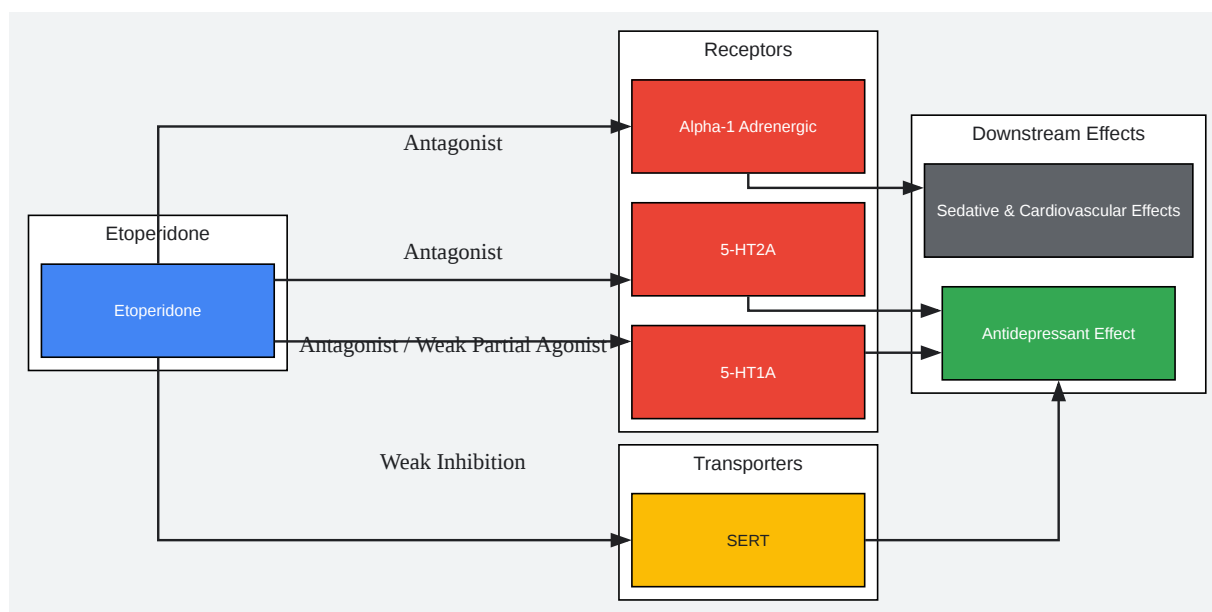 Receptors
Alpha-1 Adrenergic
Antagonist
Downstream Effects
Sedative & Cardiovascular Effects
Etoperidone
5-HT2A
Antagonist
Etoperidone
Antidepressant Effect
Antagonist / Weak Partial Agonist
5-HT1A
Weak Inhibition
Transporters
SERT